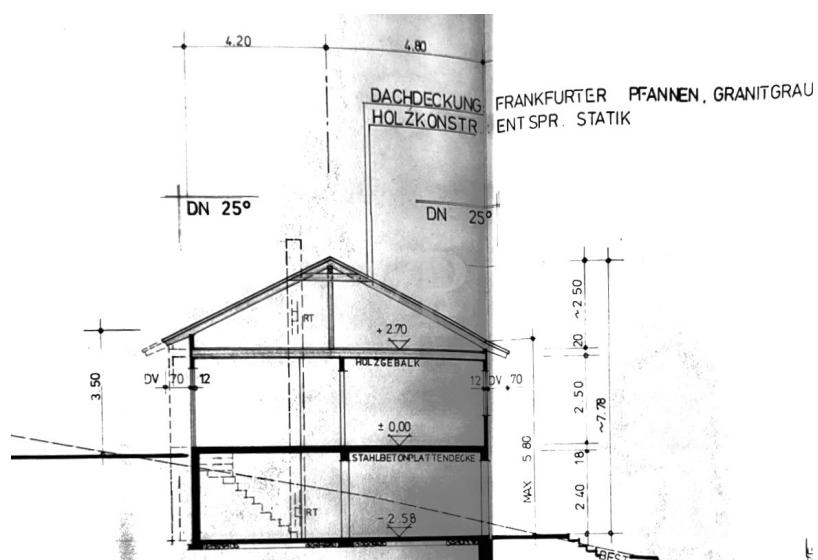 4.20
4.80
DACHDECKUNG: FRANKFURTER PFANNEN, GRANITGRAU
HOLZKONSTR. ENTSPR. STATIK
DN 25°
DN 25°
RT
+2.70
HOLZGEBÄLK
3.50
DV 70 12
12 DV 70
± 0,00
STAHLBETONPLATTENDECKE
RT
-2.58
MAX 5.80
~2.50
20
2.50
18
2.40
~7.78
BEST